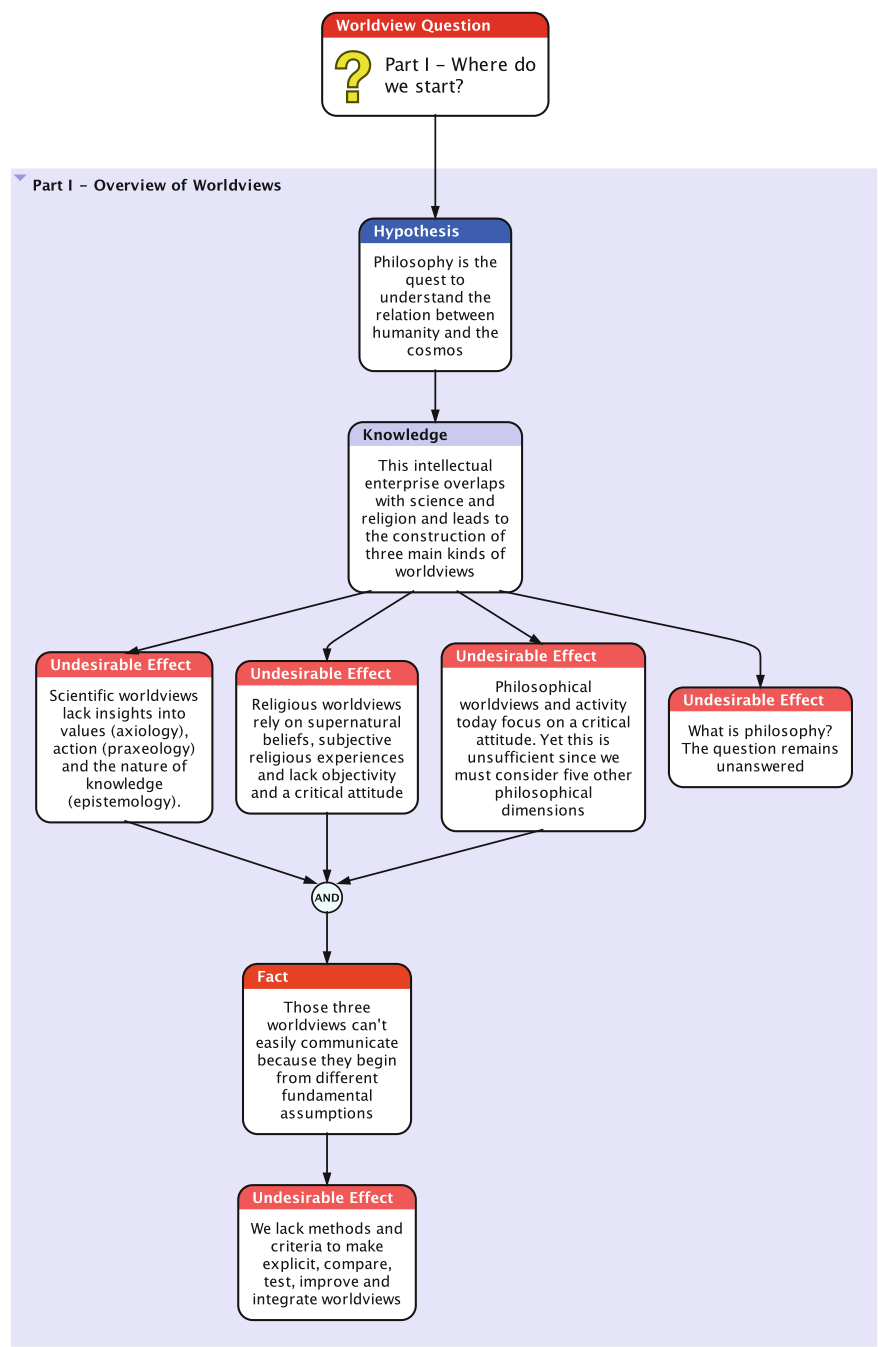 Worldview Question
Part I – Where do
we start?
Part I – Overview of Worldviews
Hypothesis
Philosophy is the
quest to
understand the
relation between
humanity and the
cosmos
Knowledge
This intellectual
enterprise overlaps
with science and
religion and leads to
the construction of
three main kinds of
worldviews
Undesirable Effect
Scientific worldviews
lack insights into
values (axiology),
action (praxeology)
and the nature of
knowledge
(epistemology).
Undesirable Effect
Religious worldviews
rely on supernatural
beliefs, subjective
religious experiences
and lack objectivity
and a critical attitude
Undesirable Effect
Philosophical
worldviews and activity
today focus on a critical
attitude. Yet this is
unsufficient since we
must consider five other
philosophical
dimensions
Undesirable Effect
What is philosophy?
The question remains
unanswered
AND
Fact
Those three
worldviews can't
easily communicate
because they begin
from different
fundamental
assumptions
Undesirable Effect
We lack methods and
criteria to make
explicit, compare,
test, improve and
integrate worldviews